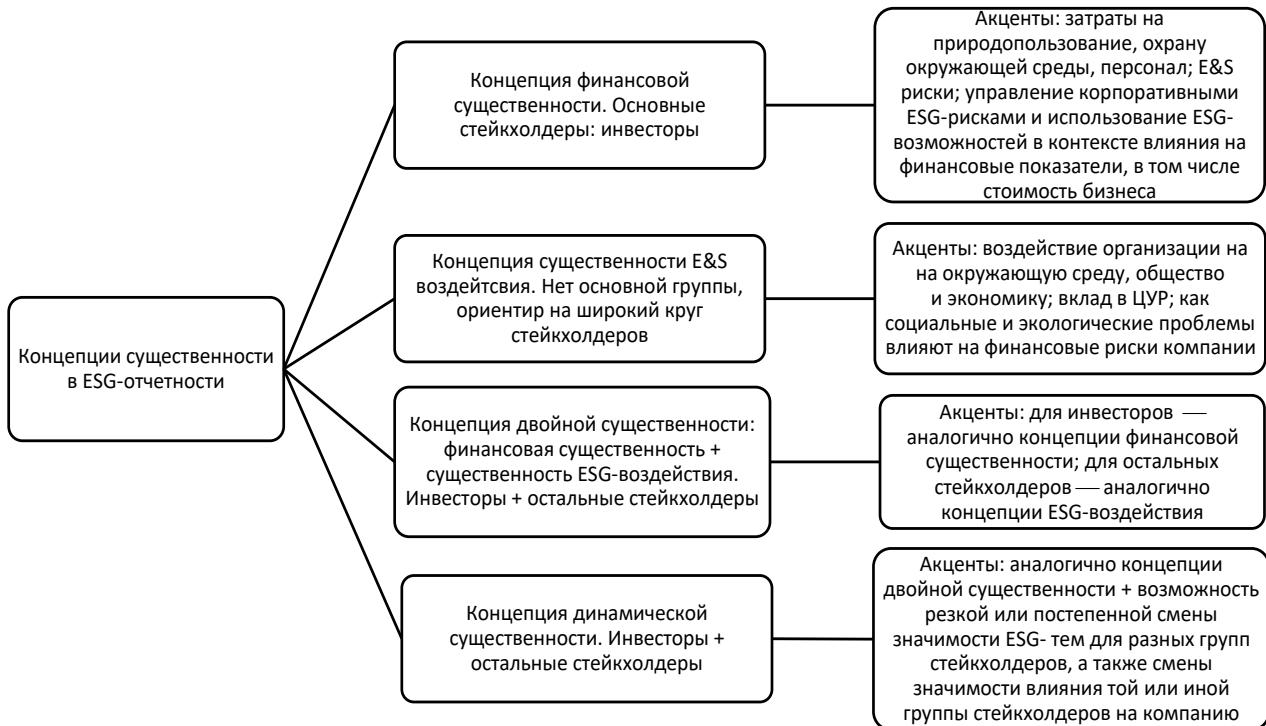 Концепции существенности
в ESG-отчетности
Концепция финансовой
существенности. Основные
стейкхолдеры: инвесторы
Акценты: затраты на
природопользование, охрану
окружающей среды, персонал; E&S
риски; управление корпоративными
ESG-рисками и использование ESG-
возможностей в контексте влияния на
финансовые показатели, в том числе
стоимость бизнеса
Концепция существенности E&S
воздейтсвия. Нет основной группы,
ориентир на широкий круг
стейкхолдеров
Акценты: воздействие организации на
на окружающую среду, общество
и экономику; вклад в ЦУР; как
социальные и экологические проблемы
влияют на финансовые риски компании
Концепция двойной существенности:
финансовая существенность +
существенность ESG-воздействия.
Инвесторы + остальные стейкхолдеры
Акценты: для инвесторов —
аналогично концепции финансовой
существенности; для остальных
стейкхолдеров — аналогично
концепции ESG-воздействия
Концепция динамической
существенности. Инвесторы +
остальные стейкхолдеры
Акценты: аналогично концепции
двойной существенности + возможность
резкой или постепенной смены
значимости ESG- тем для разных групп
стейкхолдеров, а также смены
значимости влияния той или иной
группы стейкхолдеров на компанию